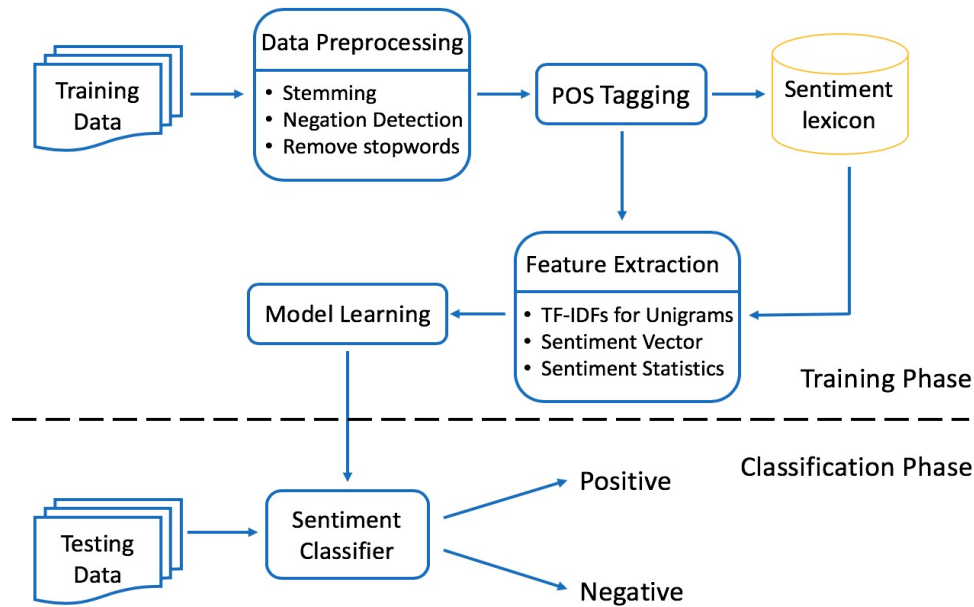 Training
Data
Data Preprocessing
• Stemming
• Negation Detection
• Remove stopwords
POS Tagging
Sentiment
lexicon
Feature Extraction
• TF-IDFs for Unigrams
• Sentiment Vector
• Sentiment Statistics
Model Learning
Training Phase
Classification Phase
Testing
Data
Sentiment
Classifier
Positive
Negative